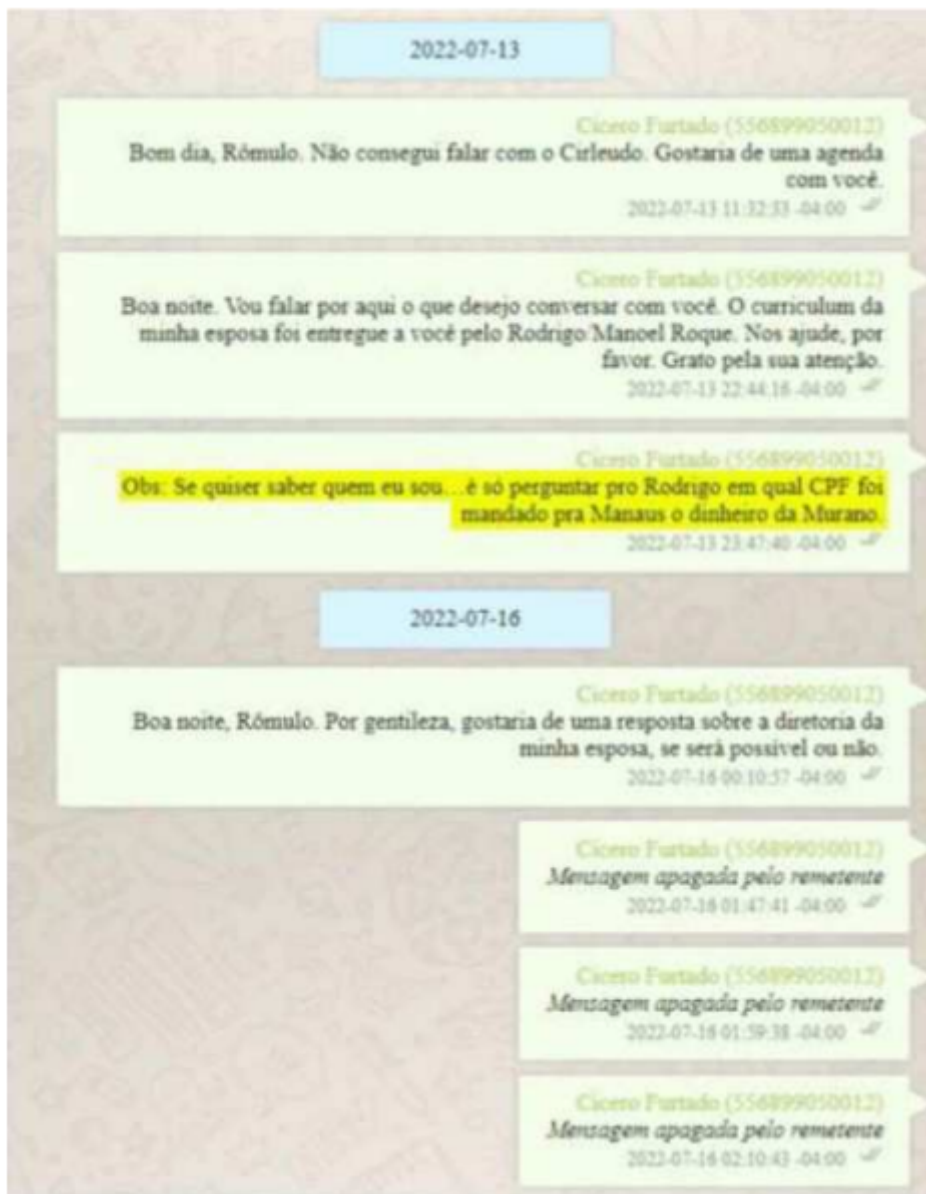 2022-07-13
Cicero Furtado (556899050012)
Bom dia, Rômulo. Não consegui falar com o Cirleudo. Gostaria de uma agenda
com você.
2022-07-13 11:32:33 -04:00
Cicero Furtado (556899050012)
Boa noite. Vou falar por aqui o que desejo conversar com você. O curriculum da
minha esposa foi entregue a você pelo Rodrigo/Manoel Roque. Nos ajude, por
favor. Grato pela sua atenção.
2022-07-13 22:44:16 -04:00
Cicero Furtado (556899050012)
Obs: Se quiser saber quem eu sou…è só perguntar pro Rodrigo em qual CPF foi
mandado pra Manaus o dinheiro da Murano.
2022-07-13 23:47:40 -04:00
2022-07-16
Cicero Furtado (556899050012)
Boa noite, Rômulo. Por gentileza, gostaria de uma resposta sobre a diretoria da
minha esposa, se será possível ou não.
2022-07-16 00:10:57 -04:00
Cicero Furtado (556899050012)
Mensagem apagada pelo remetente
2022-07-16 01:47:41 -04:00
Cicero Furtado (556899050012)
Mensagem apagada pelo remetente
2022-07-16 01:59:38 -04:00
Cicero Furtado (556899050012)
Mensagem apagada pelo remetente
2022-07-16 02:10:43 -04:00